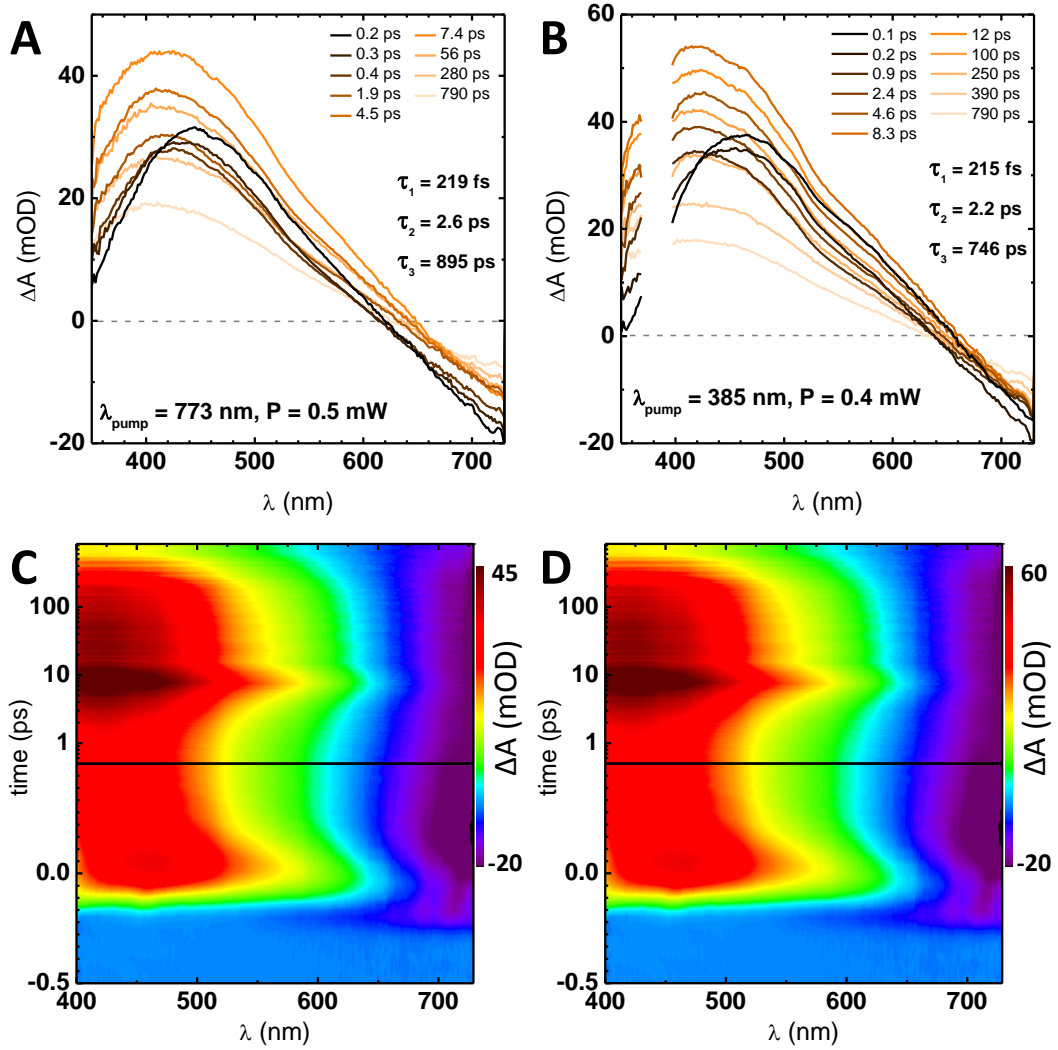 A
60
40
20
0
-20
ΔA (mOD)
0.2 ps
0.3 ps
0.4 ps
1.9 ps
4.5 ps
7.4 ps
56 ps
280 ps
790 ps
τ1 = 219 fs
τ2 = 2.6 ps
τ3 = 895 ps
λpump = 773 nm, P = 0.5 mW
400 500 600 700
λ (nm)
B
60
50
40
30
20
10
0
-10
-20
ΔA (mOD)
0.1 ps
0.2 ps
0.9 ps
2.4 ps
4.6 ps
8.3 ps
12 ps
100 ps
250 ps
390 ps
790 ps
τ1 = 215 fs
τ2 = 2.2 ps
τ3 = 746 ps
λpump = 385 nm, P = 0.4 mW
400 500 600 700
λ (nm)
C
100
10
1
0.0
-0.5
time (ps)
400 500 600 700
λ (nm)
45
-20
ΔA (mOD)
D
100
10
1
0.0
-0.5
time (ps)
400 500 600 700
λ (nm)
60
-20
ΔA (mOD)